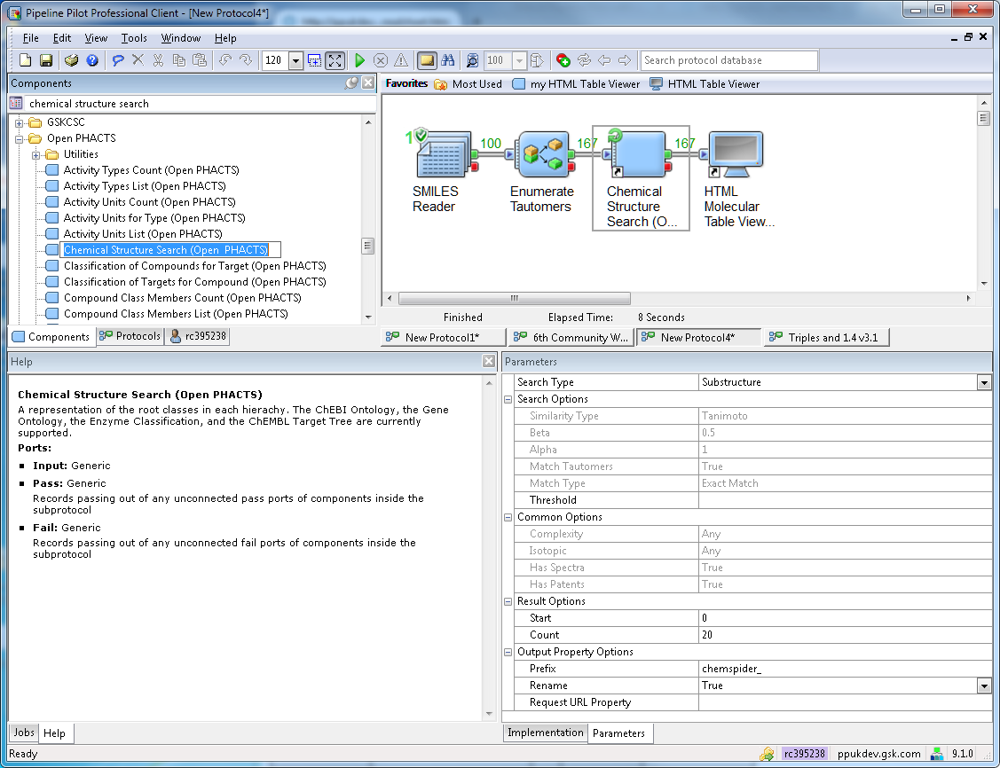 Pipeline Pilot Professional Client - [New Protocol4*]
File Edit View Tools Window Help
120 100 Search protocol database
Components
chemical structure search
GSKCSC
Open PHACTS
Utilities
Activity Types Count (Open PHACTS)
Activity Types List (Open PHACTS)
Activity Units Count (Open PHACTS)
Activity Units for Type (Open PHACTS)
Activity Units List (Open PHACTS)
Chemical Structure Search (Open PHACTS)
Classification of Compounds for Target (Open PHACTS)
Classification of Targets for Compound (Open PHACTS)
Compound Class Members Count (Open PHACTS)
Compound Class Members List (Open PHACTS)
Components Protocols rc395238
Favorites Most Used my HTML Table Viewer HTML Table Viewer
1 100 167 167
SMILES
Reader
Enumerate
Tautomers
Chemical
Structure
Search (O...
HTML
Molecular
Table View...
Finished Elapsed Time: 8 Seconds
New Protocol1* 6th Community W... New Protocol4* Triples and 1.4 v3.1
Help
Chemical Structure Search (Open PHACTS)
A representation of the root classes in each hierachy. The ChEBI Ontology, the Gene
Ontology, the Enzyme Classification, and the ChEMBL Target Tree are currently
supported.
Ports:
Input: Generic
Pass: Generic
Records passing out of any unconnected pass ports of components inside the
subprotocol
Fail: Generic
Records passing out of any unconnected fail ports of components inside the
subprotocol
Jobs Help
Parameters
Search Type Substructure
Search Options
Similarity Type Tanimoto
Beta 0.5
Alpha 1
Match Tautomers True
Match Type Exact Match
Threshold
Common Options
Complexity Any
Isotopic Any
Has Spectra True
Has Patents True
Result Options
Start 0
Count 20
Output Property Options
Prefix chemspider_
Rename True
Request URL Property
Implementation Parameters
Ready rc395238 ppukdev.gsk.com 9.1.0